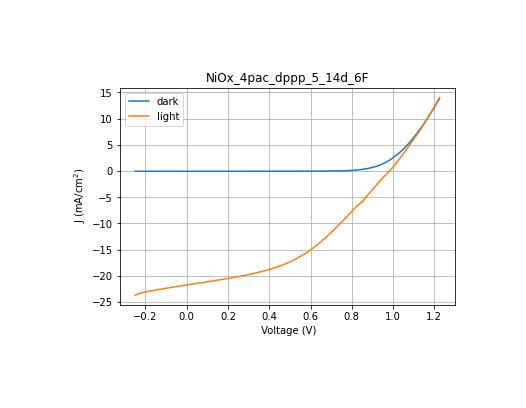 NiOx_4pac_dppp_5_14d_6F
dark
light
15
10
5
0
−5
−10
−15
−20
−25
J (mA/cm²)
−0.2 0.0 0.2 0.4 0.6 0.8 1.0 1.2
Voltage (V)